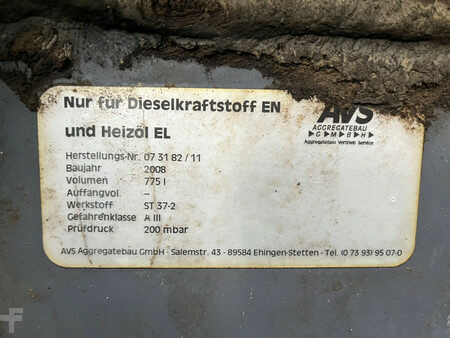 Nur für Dieselkraftstoff EN
und Heizöl EL
AVS
AGGREGATEBAU
G M B H
Aggregatebau Vertrieb Service
Herstellungs-Nr. 07 31 82 / 11
Baujahr 2008
Volumen 775 l
Auffangvol. –
Werkstoff ST 37-2
Gefahrenklasse A III
Prüfdruck 200 mbar
AVS Aggregatebau GmbH - Salemstr. 43 - 89584 Ehingen-Stetten - Tel. (0 73 93) 95 07-0